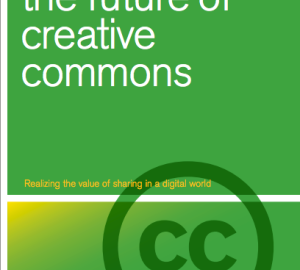 the future of
creative
commons
Realizing the value of sharing in a digital world
cc